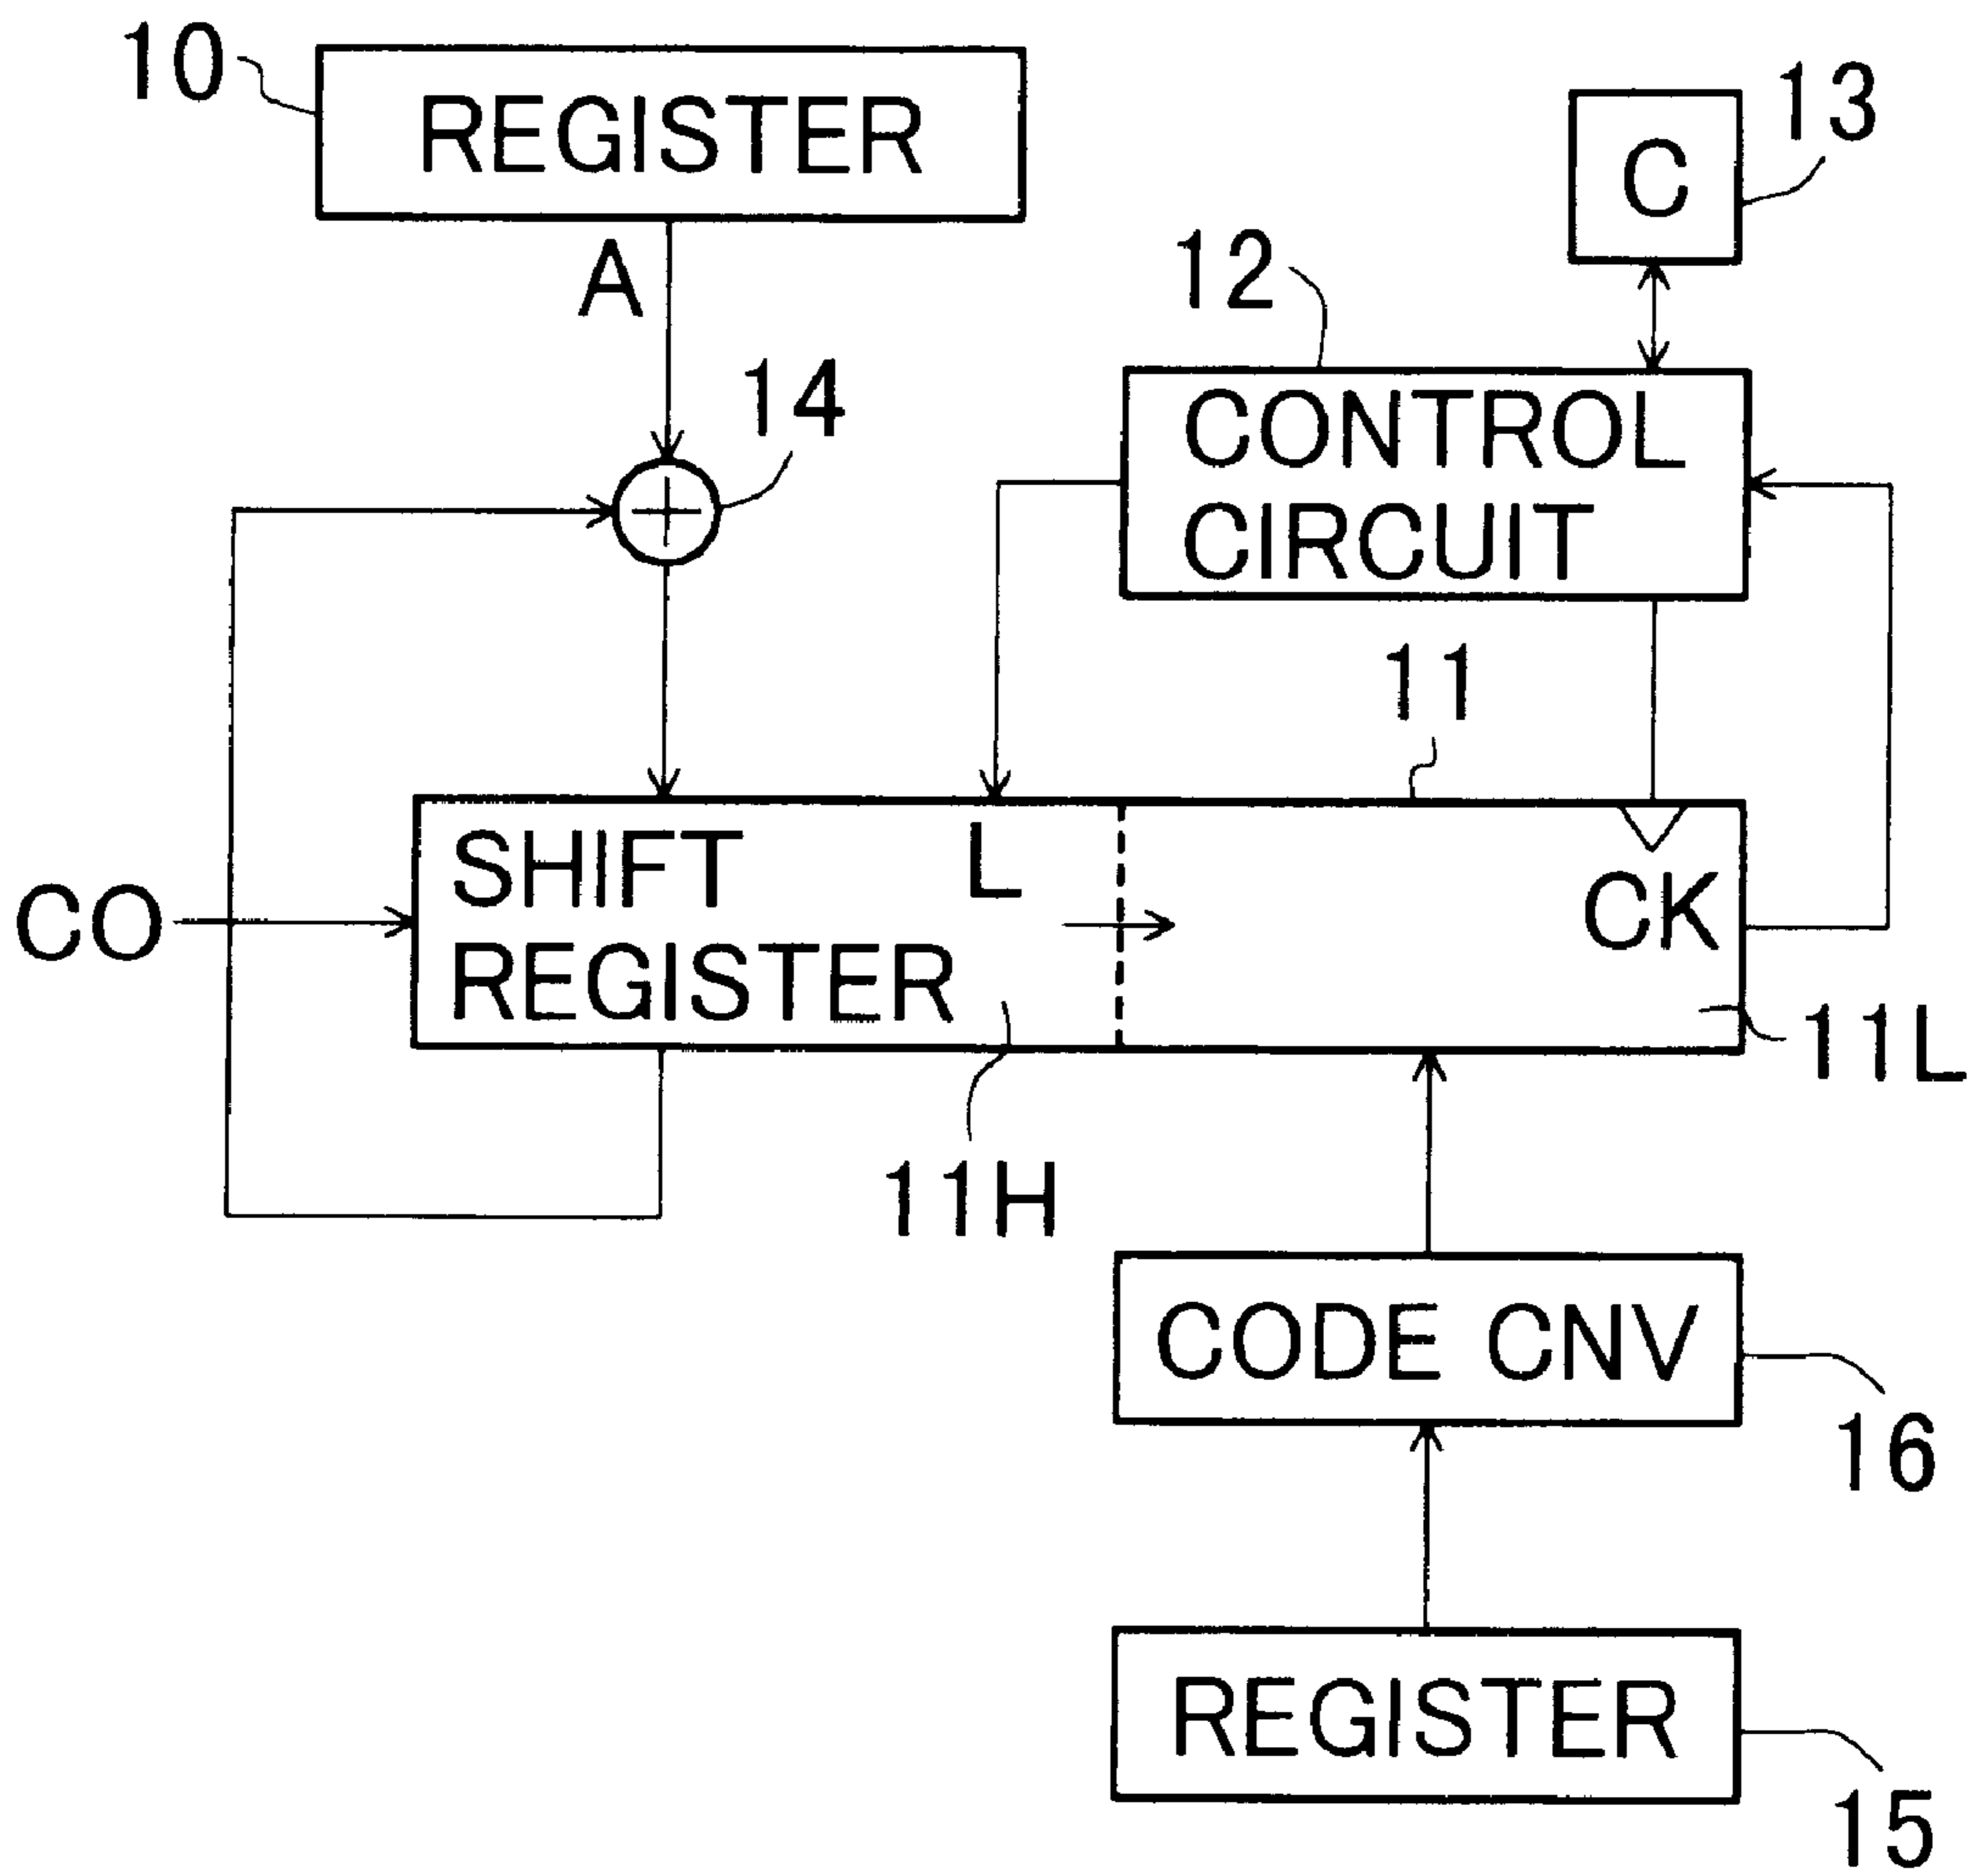 10
REGISTER
13
C
A
12
14
CONTROL
CIRCUIT
11
SHIFT
REGISTER
L
CK
CO
11L
11H
CODE CNV
16
REGISTER
15